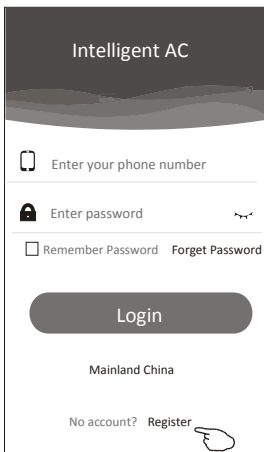 Intelligent AC
Enter your phone number
Enter password
Remember Password Forget Password
Login
Mainland China
No account? Register